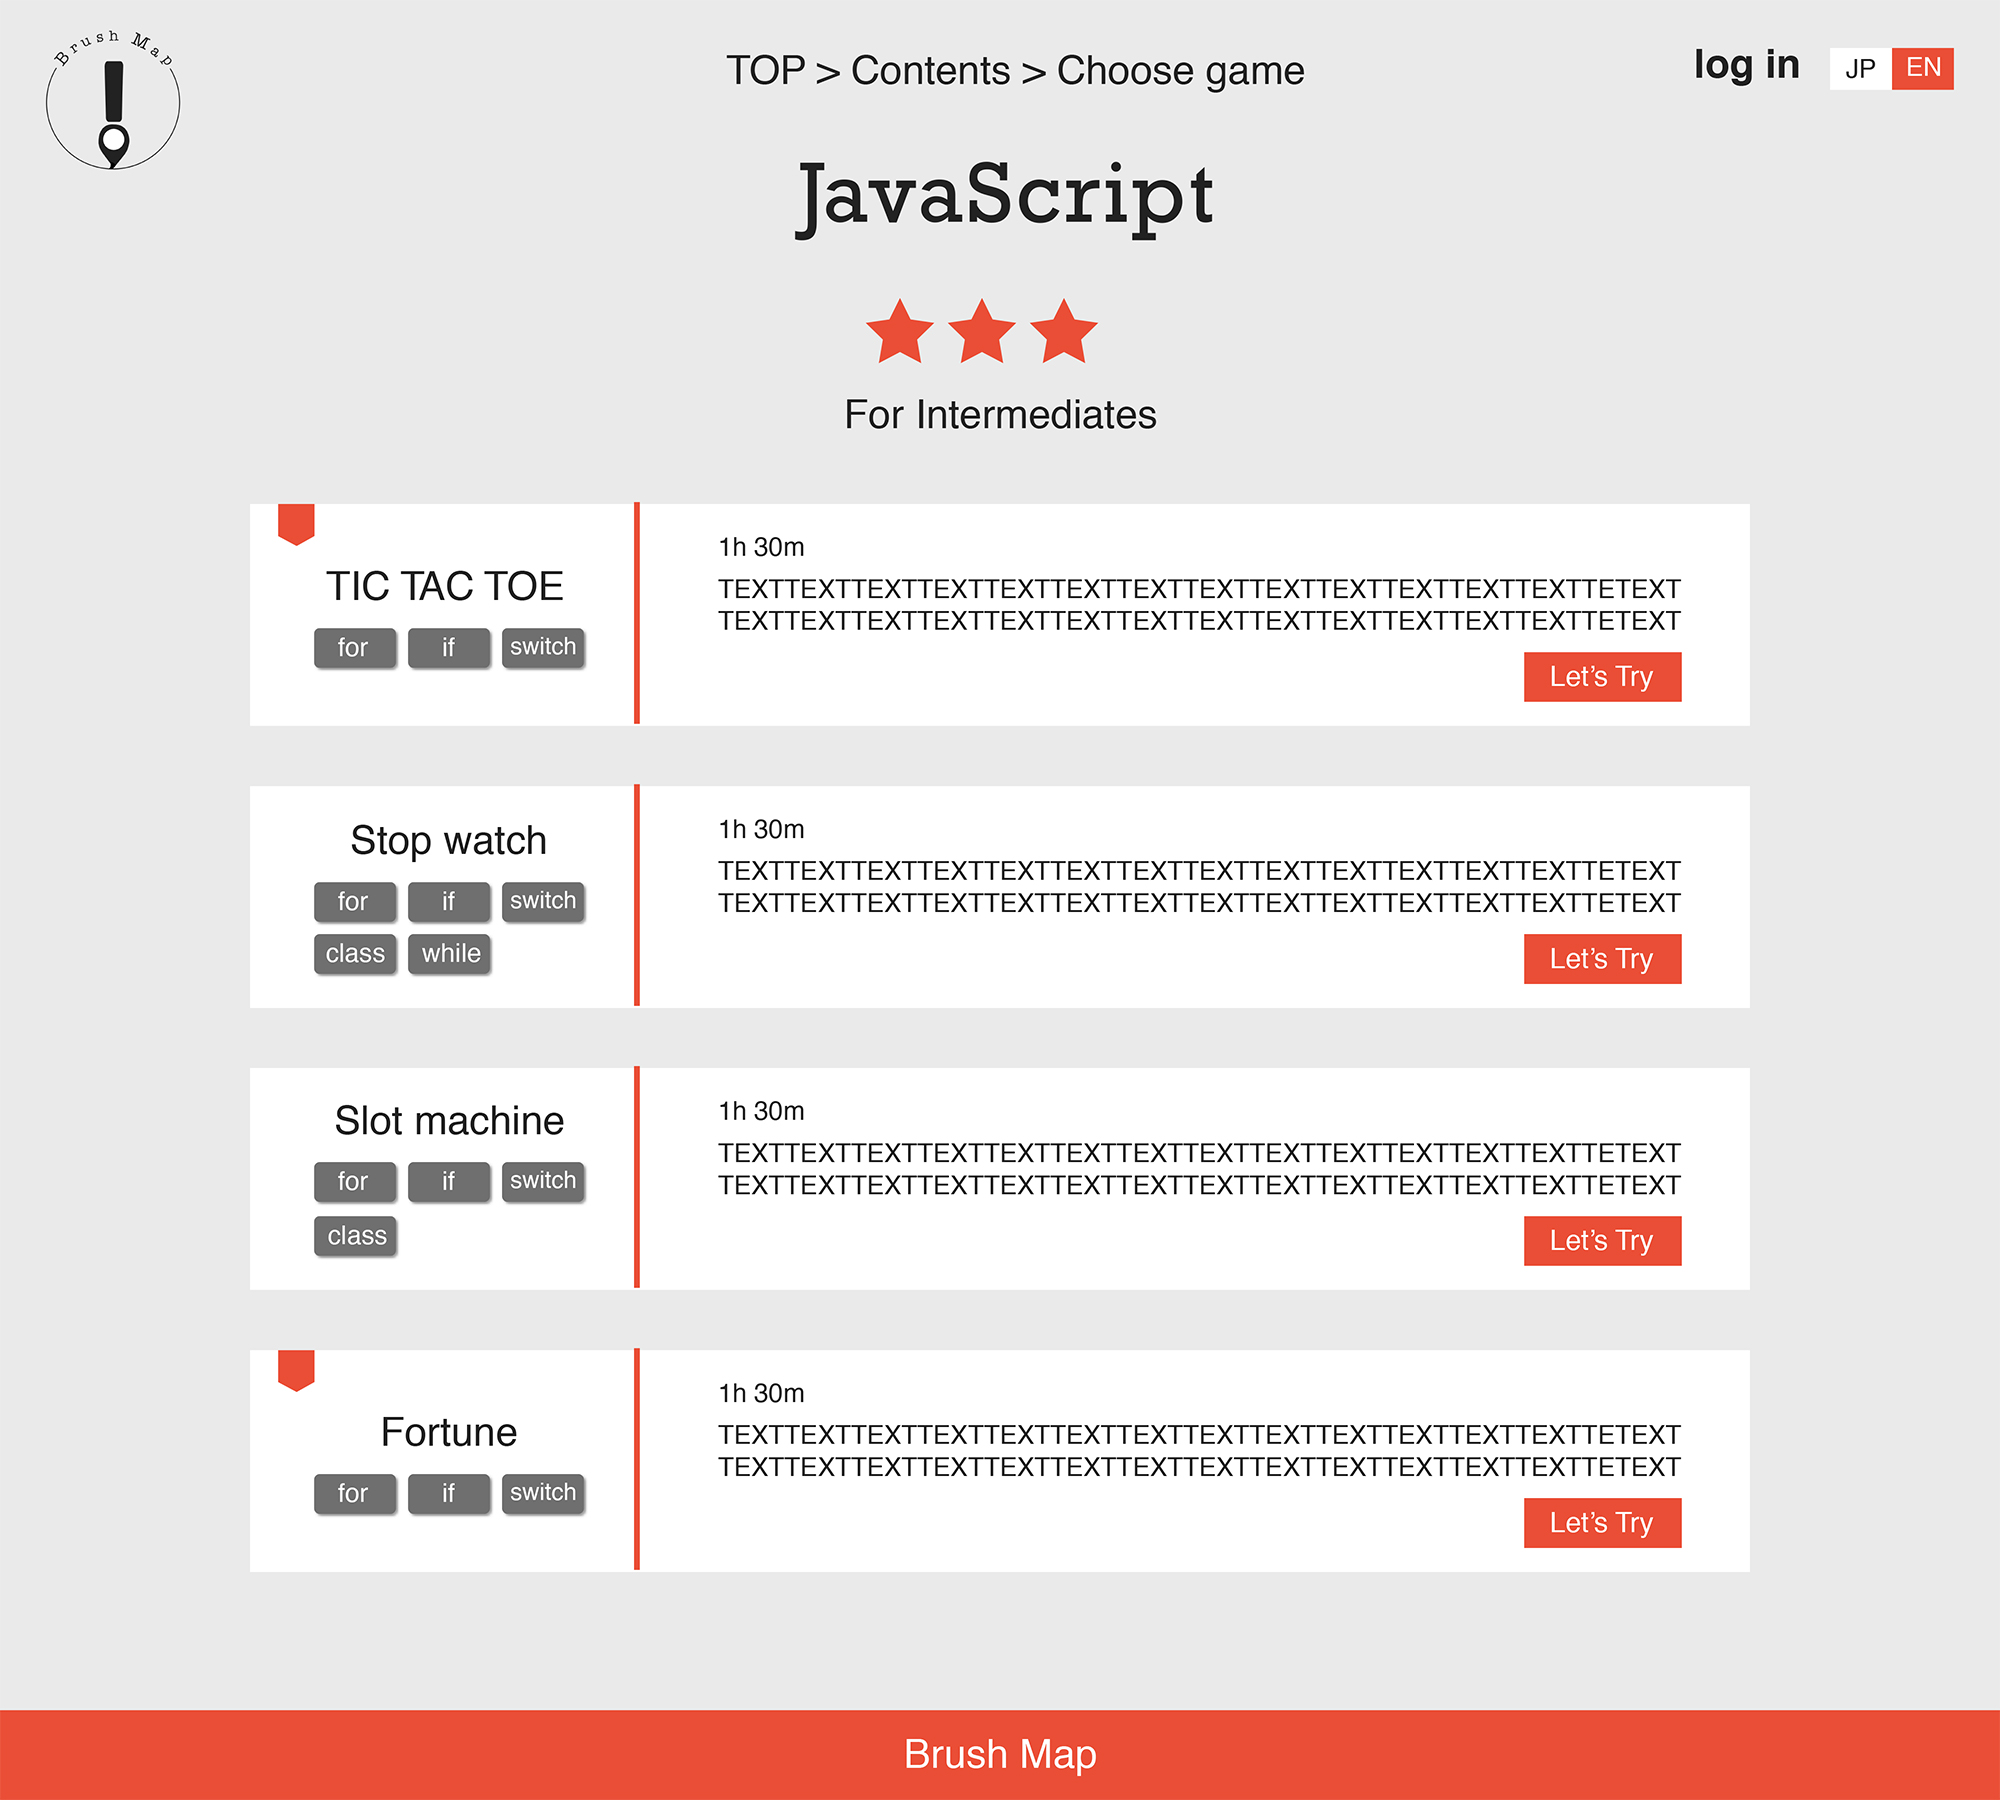 Brush Map
TOP > Contents > Choose game
log in
JP
EN
JavaScript
For Intermediates
TIC TAC TOE
for
if
switch
1h 30m
TEXTTEXTTEXTTEXTTEXTTEXTTEXTTEXTTEXTTEXTTEXTTEXTTEXTTETEXT
TEXTTEXTTEXTTEXTTEXTTEXTTEXTTEXTTEXTTEXTTEXTTEXTTEXTTETEXT
Let’s Try
Stop watch
for
if
switch
class
while
1h 30m
TEXTTEXTTEXTTEXTTEXTTEXTTEXTTEXTTEXTTEXTTEXTTEXTTEXTTETEXT
TEXTTEXTTEXTTEXTTEXTTEXTTEXTTEXTTEXTTEXTTEXTTEXTTEXTTETEXT
Let’s Try
Slot machine
for
if
switch
class
1h 30m
TEXTTEXTTEXTTEXTTEXTTEXTTEXTTEXTTEXTTEXTTEXTTEXTTEXTTETEXT
TEXTTEXTTEXTTEXTTEXTTEXTTEXTTEXTTEXTTEXTTEXTTEXTTEXTTETEXT
Let’s Try
Fortune
for
if
switch
1h 30m
TEXTTEXTTEXTTEXTTEXTTEXTTEXTTEXTTEXTTEXTTEXTTEXTTEXTTETEXT
TEXTTEXTTEXTTEXTTEXTTEXTTEXTTEXTTEXTTEXTTEXTTEXTTEXTTETEXT
Let’s Try
Brush Map